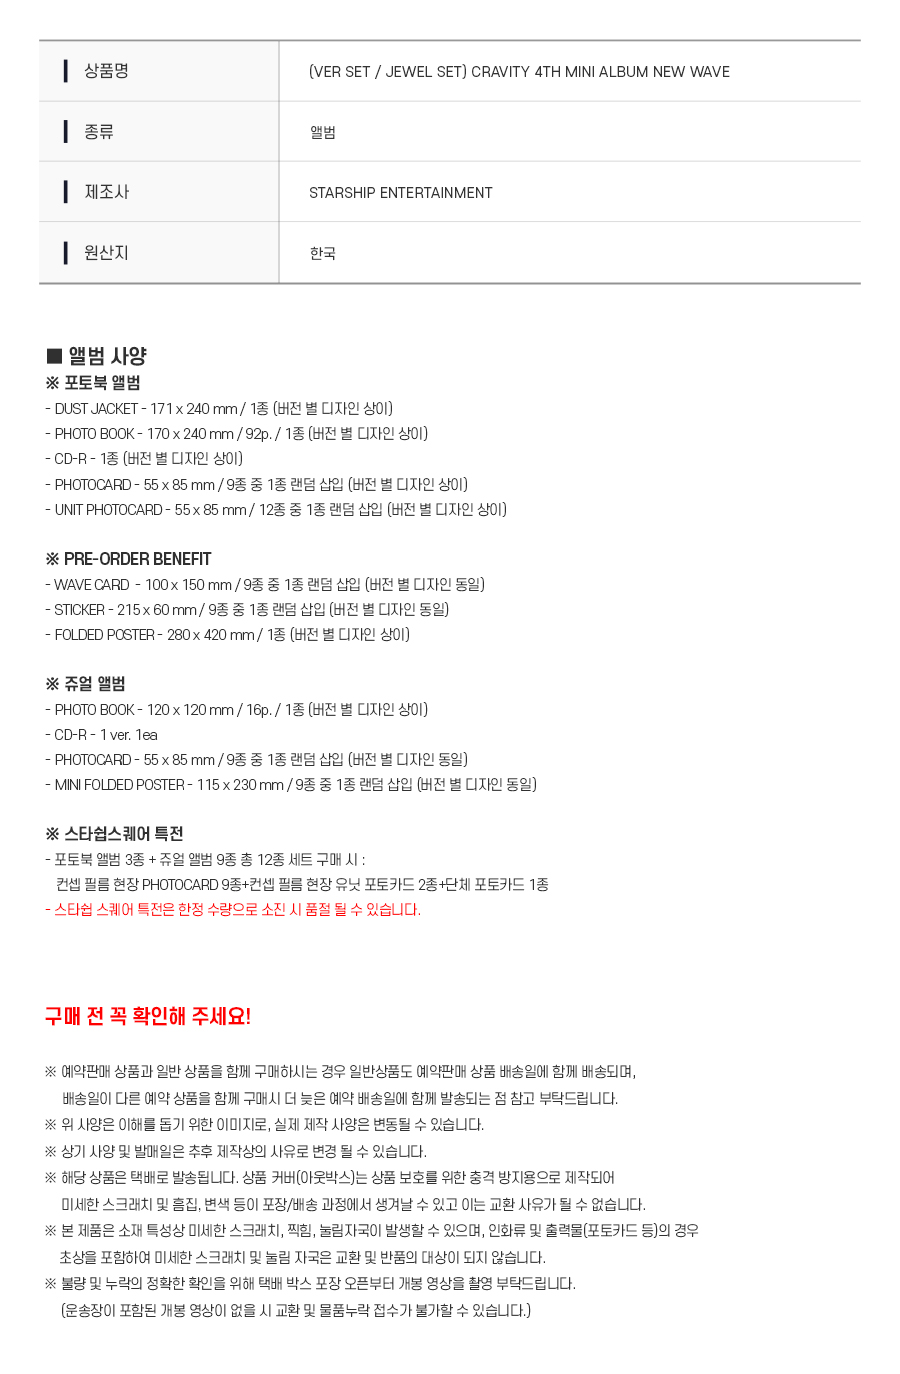 상품명
(VER SET / JEWEL SET) CRAVITY 4TH MINI ALBUM NEW WAVE
종류
앨범
제조사
STARSHIP ENTERTAINMENT
원산지
한국
■ 앨범 사양
※ 포토북 앨범
- DUST JACKET - 171 x 240 mm / 1종 (버전 별 디자인 상이)
- PHOTO BOOK - 170 x 240 mm / 92p. / 1종 (버전 별 디자인 상이)
- CD-R - 1종 (버전 별 디자인 상이)
- PHOTOCARD - 55 x 85 mm / 9종 중 1종 랜덤 삽입 (버전 별 디자인 상이)
- UNIT PHOTOCARD - 55 x 85 mm / 12종 중 1종 랜덤 삽입 (버전 별 디자인 상이)
※ PRE-ORDER BENEFIT
- WAVE CARD - 100 x 150 mm / 9종 중 1종 랜덤 삽입 (버전 별 디자인 동일)
- STICKER - 215 x 60 mm / 9종 중 1종 랜덤 삽입 (버전 별 디자인 동일)
- FOLDED POSTER - 280 x 420 mm / 1종 (버전 별 디자인 상이)
※ 쥬얼 앨범
- PHOTO BOOK - 120 x 120 mm / 16p. / 1종 (버전 별 디자인 상이)
- CD-R - 1 ver. 1ea
- PHOTOCARD - 55 x 85 mm / 9종 중 1종 랜덤 삽입 (버전 별 디자인 동일)
- MINI FOLDED POSTER - 115 x 230 mm / 9종 중 1종 랜덤 삽입 (버전 별 디자인 동일)
※ 스타쉽스퀘어 특전
- 포토북 앨범 3종 + 쥬얼 앨범 9종 총 12종 세트 구매 시 :
컨셉 필름 현장 PHOTOCARD 9종+컨셉 필름 현장 유닛 포토카드 2종+단체 포토카드 1종
- 스타쉽 스퀘어 특전은 한정 수량으로 소진 시 품절 될 수 있습니다.
구매 전 꼭 확인해 주세요!
※ 예약판매 상품과 일반 상품을 함께 구매하시는 경우 일반상품도 예약판매 상품 배송일에 함께 배송되며,
배송일이 다른 예약 상품을 함께 구매시 더 늦은 예약 배송일에 함께 발송되는 점 참고 부탁드립니다.
※ 위 사양은 이해를 돕기 위한 이미지로, 실제 제작 사양은 변동될 수 있습니다.
※ 상기 사양 및 발매일은 추후 제작상의 사유로 변경 될 수 있습니다.
※ 해당 상품은 택배로 발송됩니다. 상품 커버(아웃박스)는 상품 보호를 위한 충격 방지용으로 제작되어
미세한 스크래치 및 흠집, 변색 등이 포장/배송 과정에서 생겨날 수 있고 이는 교환 사유가 될 수 없습니다.
※ 본 제품은 소재 특성상 미세한 스크래치, 찍힘, 눌림자국이 발생할 수 있으며, 인화류 및 출력물(포토카드 등)의 경우
초상을 포함하여 미세한 스크래치 및 눌림 자국은 교환 및 반품의 대상이 되지 않습니다.
※ 불량 및 누락의 정확한 확인을 위해 택배 박스 포장 오픈부터 개봉 영상을 촬영 부탁드립니다.
(운송장이 포함된 개봉 영상이 없을 시 교환 및 물품누락 접수가 불가할 수 있습니다.)